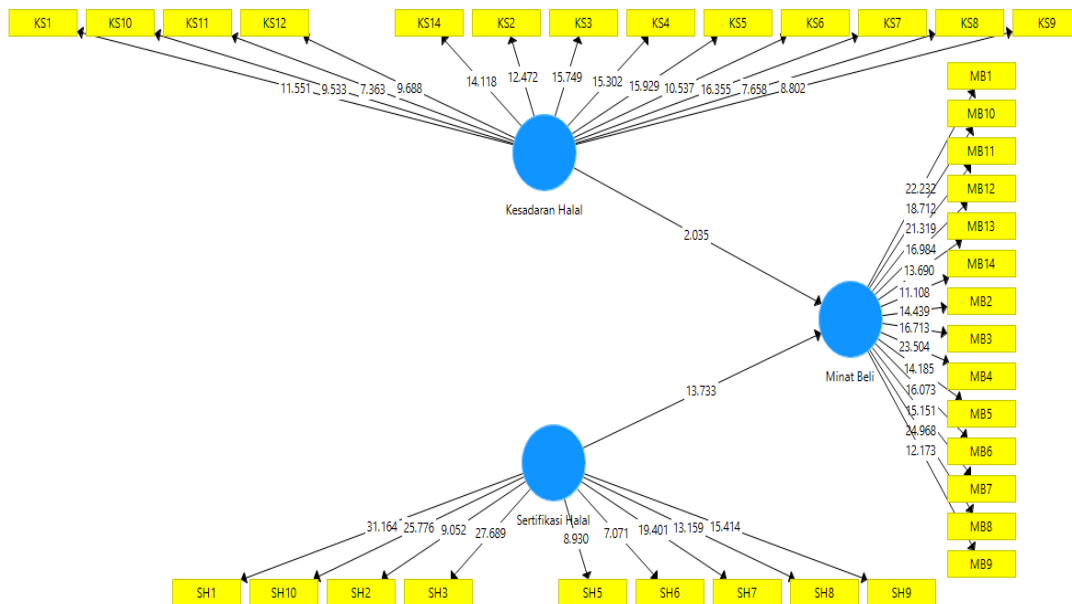 KS1 KS10 KS11 KS12 KS14 KS2 KS3 KS4 KS5 KS6 KS7 KS8 KS9
11.551 9.533 7.363 9.688 14.118 12.472 15.749 15.302 15.929 10.537 16.355 7.658 8.802
Kesadaran Halal
2.035
MB1
MB10
MB11
MB12
MB13
MB14
MB2
MB3
MB4
MB5
MB6
MB7
MB8
MB9
22.232
18.712
21.319
16.984
13.690
11.108
14.439
16.713
23.504
14.185
16.073
15.151
24.968
12.173
Minat Beli
13.733
Sertifikasi Halal
31.164 25.776 9.052 27.689 8.930 7.071 19.401 13.159 15.414
SH1 SH10 SH2 SH3 SH5 SH6 SH7 SH8 SH9